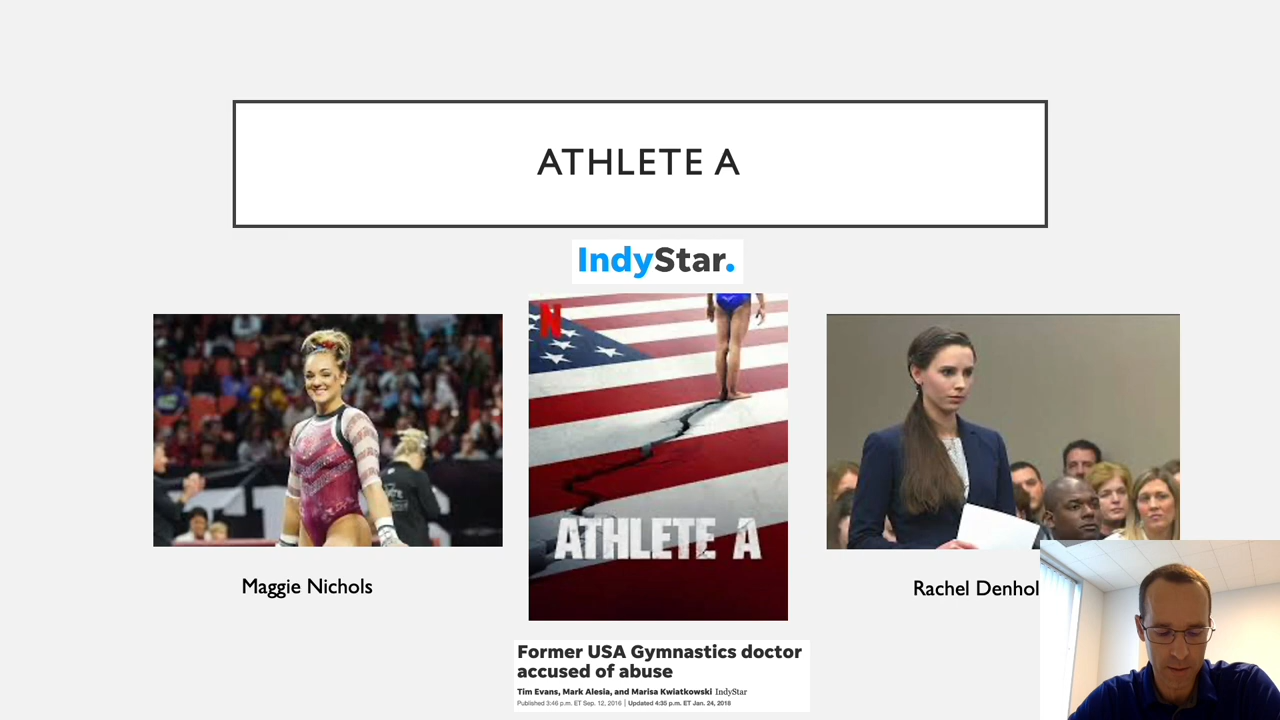 ATHLETE A
IndyStar.
N
ATHLETE A
Maggie Nichols
Rachel Denhol
Former USA Gymnastics doctor
accused of abuse
Tim Evans, Mark Alesia, and Marisa Kwiatkowski IndyStar
Published 3:46 p.m. ET Sep. 12, 2016 | Updated 4:35 p.m. ET Jan. 24, 2018